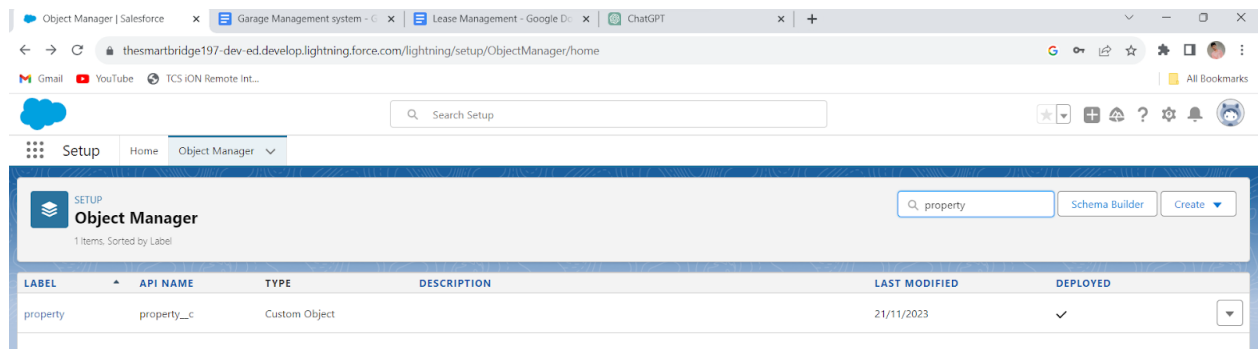 Object Manager | Salesforce
Garage Management system - G
Lease Management - Google Do
ChatGPT
thesmartbridge197-dev-ed.develop.lightning.force.com/lightning/setup/ObjectManager/home
Gmail YouTube TCS iON Remote Int... All Bookmarks
Search Setup
Setup Home Object Manager
SETUP
Object Manager
1 Items, Sorted by Label
property
Schema Builder
Create
LABEL API NAME TYPE DESCRIPTION LAST MODIFIED DEPLOYED
property property__c Custom Object 21/11/2023